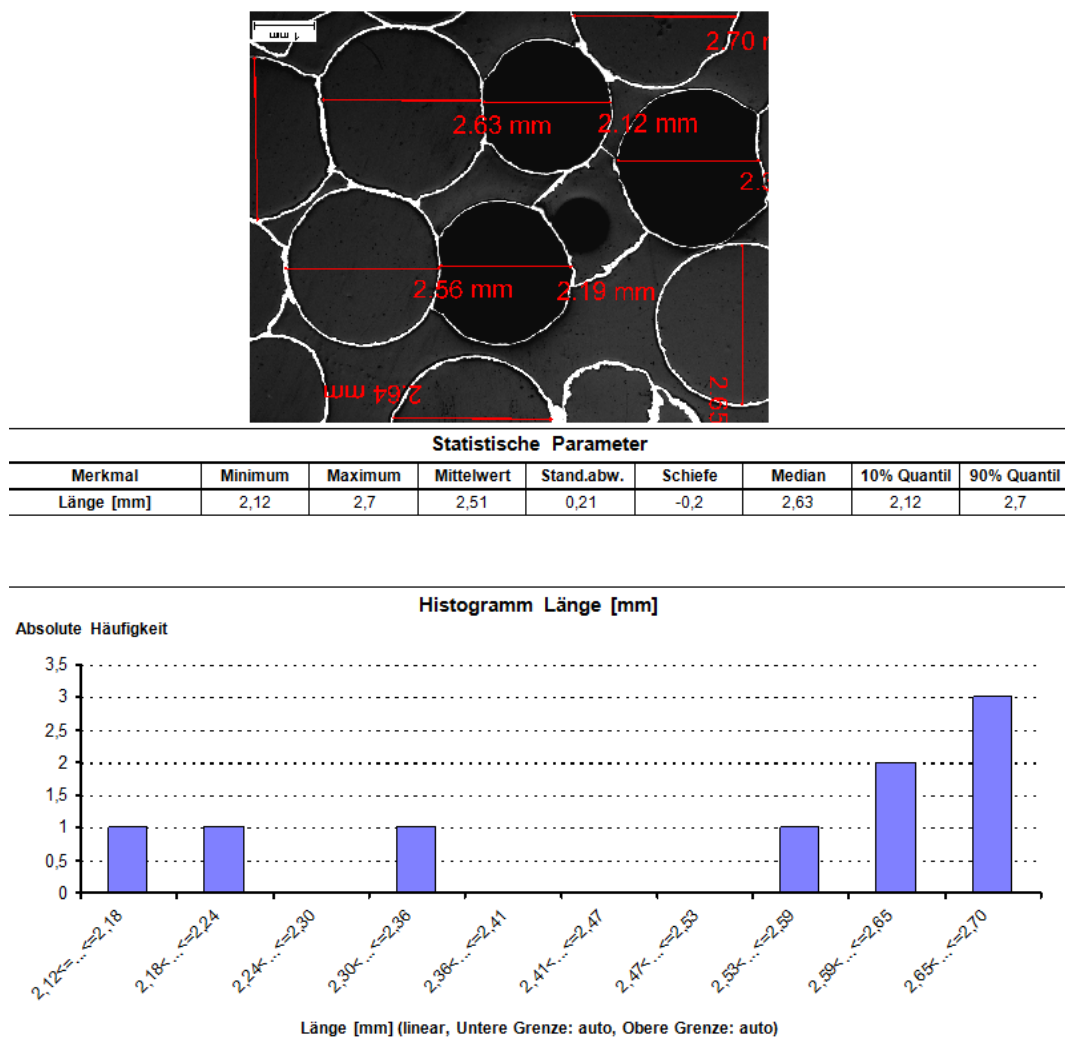 1 mm
2.70
2.63 mm
2.12 mm
2.56 mm
2.19 mm
2.64 mm
2.65
Statistische Parameter
Merkmal Minimum Maximum Mittelwert Stand.abw. Schiefe Median 10% Quantil 90% Quantil
Länge [mm] 2,12 2,7 2,51 0,21 -0,2 2,63 2,12 2,7
Histogramm Länge [mm]
Absolute Häufigkeit
3,5
3
2,5
2
1,5
1
0,5
0
2,12<=...<=2,18
2,18<...<=2,24
2,24<...<=2,30
2,30<...<=2,36
2,36<...<=2,41
2,41<...<=2,47
2,47<...<=2,53
2,53<...<=2,59
2,59<...<=2,65
2,65<...<=2,70
Länge [mm] (linear, Untere Grenze: auto, Obere Grenze: auto)